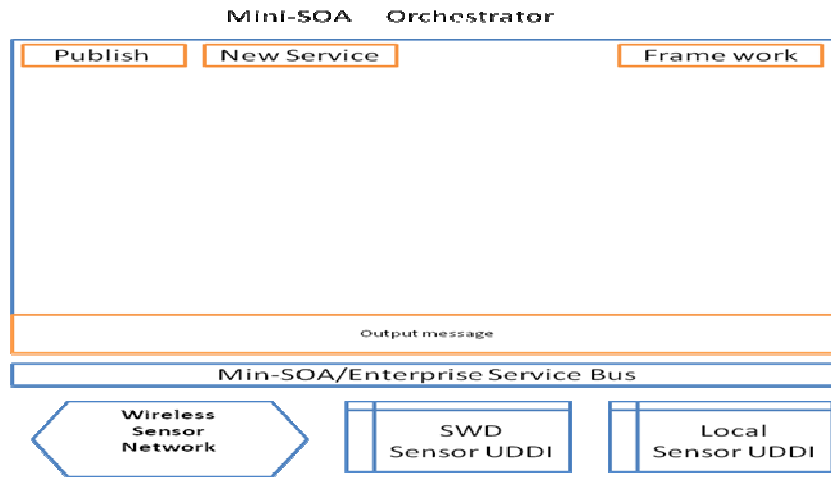 Mini-SOA Orchestrator
Publish New Service Frame work
Output message
Min-SOA/Enterprise Service Bus
Wireless
Sensor
Network
SWD
Sensor UDDI
Local
Sensor UDDI